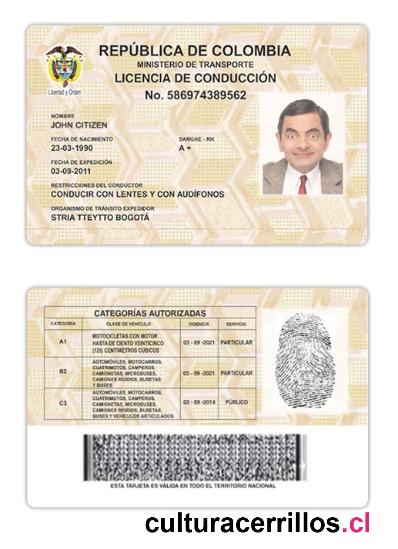 REPÚBLICA DE COLOMBIA
MINISTERIO DE TRANSPORTE
LICENCIA DE CONDUCCIÓN
No. 586974389562
Libertad y Orden
NOMBRE
JOHN CITIZEN
FECHA DE NACIMIENTO SANGRE - RH
23-03-1990 A +
FECHA DE EXPEDICIÓN
03-09-2011
RESTRICCIONES DEL CONDUCTOR
CONDUCIR CON LENTES Y CON AUDÍFONOS
ORGANISMO DE TRÁNSITO EXPEDIDOR
STRIA TTEYTTO BOGOTÁ
CATEGORÍAS AUTORIZADAS
CATEGORÍA CLASE DE VEHÍCULO VIGENCIA SERVICIO
MOTOCICLETAS CON MOTOR
A1 HASTA DE CIENTO VEINTICINCO 03 - 09 -2021 PARTICULAR
(125) CENTÍMETROS CÚBICOS
AUTOMÓVILES, MOTOCARROS,
CUATRIMOTOS, CAMPEROS,
B2 CAMIONETAS, MICROBUSES, 03 - 09 -2021 PARTICULAR
CAMIONES RÍGIDOS, BUSETAS
Y BUSES
AUTOMÓVILES, MOTOCARROS,
CUATRIMOTOS, CAMPEROS,
C3 CAMIONETAS, MICROBUSES, 03 - 09 -2014 PÚBLICO
CAMIONES RÍGIDOS, BUSETAS,
BUSES Y VEHÍCULOS ARTICULADOS
ESTA TARJETA ES VÁLIDA EN TODO EL TERRITORIO NACIONAL
culturacerrillos.cl